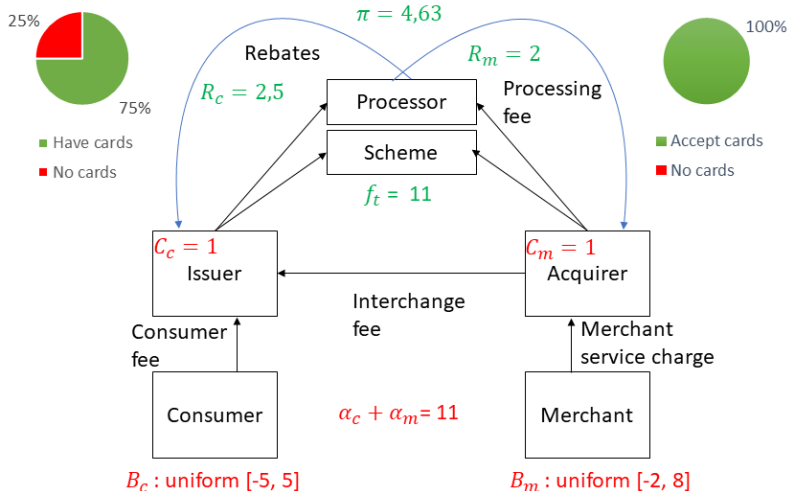 π = 4,63
25%
75%
Have cards
No cards
Rebates
R_c = 2,5
R_m = 2
Processing
fee
100%
Accept cards
No cards
Processor
Scheme
f_t = 11
C_c = 1
Issuer
C_m = 1
Acquirer
Interchange
fee
Consumer
fee
Merchant
service charge
Consumer
α_c + α_m= 11
Merchant
B_c : uniform [-5, 5]
B_m : uniform [-2, 8]